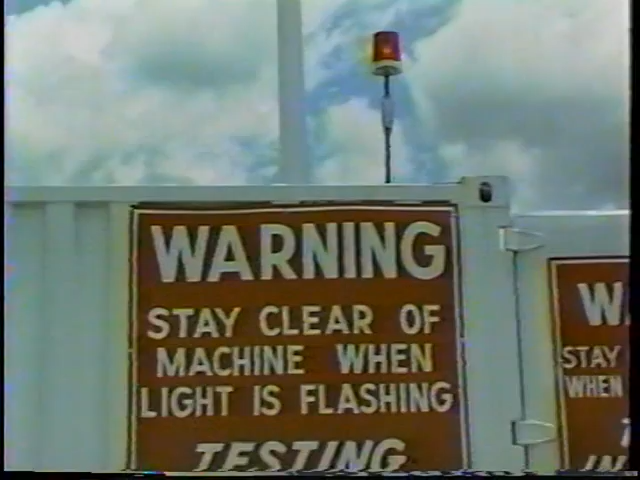 WARNING
STAY CLEAR OF
MACHINE WHEN
LIGHT IS FLASHING
TESTING
STAY
WHEN